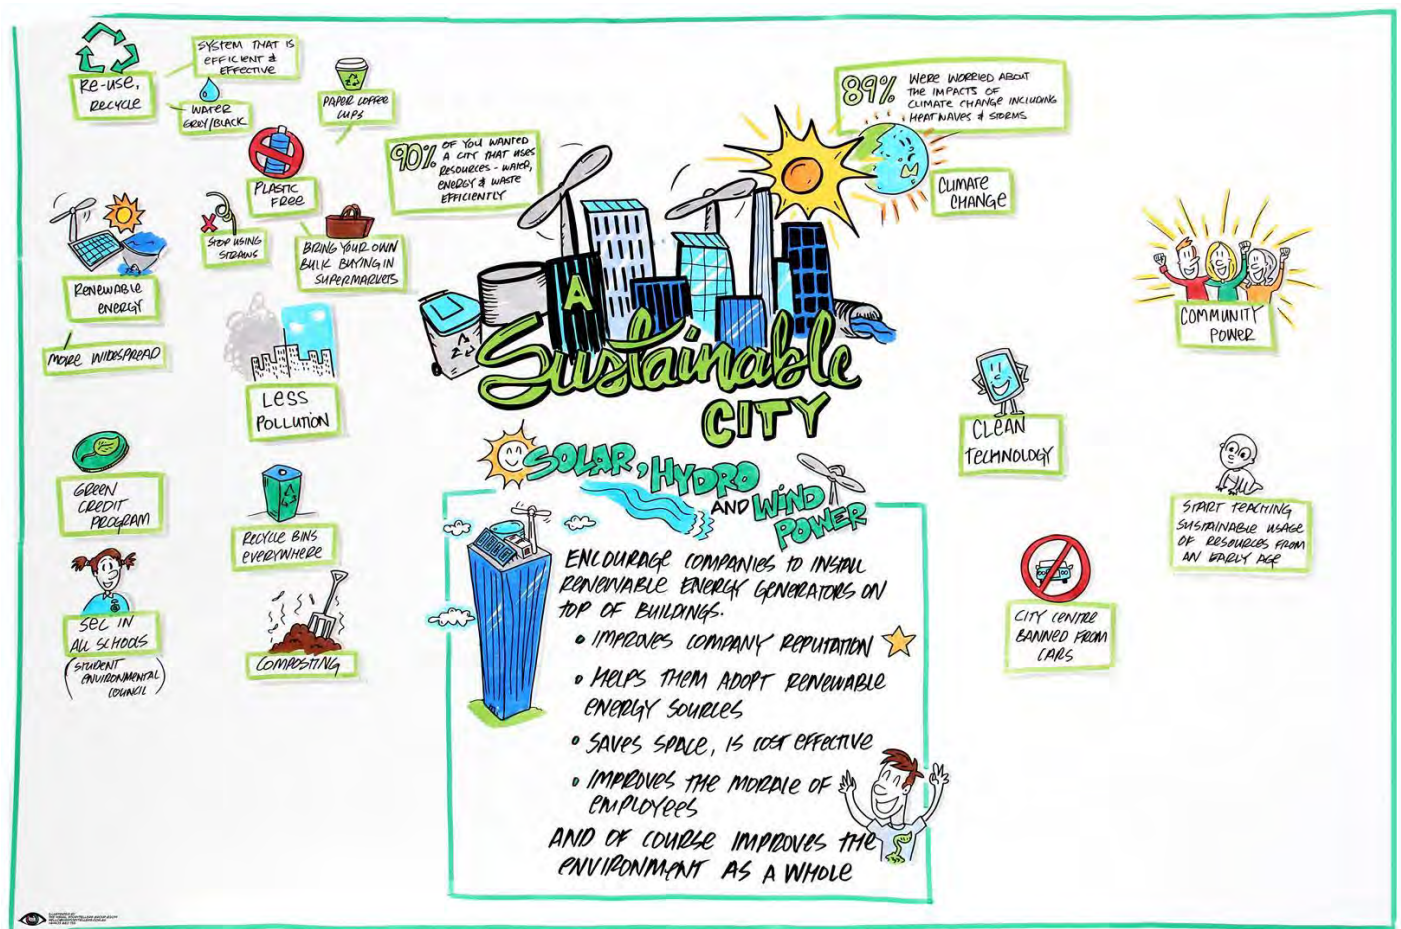 RE-USE,
RECYCLE
SYSTEM THAT IS
EFFICIENT &
EFFECTIVE
WATER
GREY/BLACK
PAPER COFFEE
CUPS
PLASTIC
FREE
STOP USING
STRAWS
BRING YOUR OWN
BULK BUYING IN
SUPERMARKETS
90% OF YOU WANTED
A CITY THAT USES
RESOURCES - WATER,
ENERGY & WASTE
EFFICIENTLY
89% WERE WORRIED ABOUT
THE IMPACTS OF
CLIMATE CHANGE INCLUDING
HEATWAVES & STORMS
CLIMATE
CHANGE
RENEWABLE
ENERGY
MORE WIDESPREAD
LESS
POLLUTION
A
Sustainable
CITY
COMMUNITY
POWER
CLEAN
TECHNOLOGY
GREEN
CREDIT
PROGRAM
RECYCLE BINS
EVERYWHERE
SEC IN
ALL SCHOOLS
(STUDENT
ENVIRONMENTAL
COUNCIL)
COMPOSTING
SOLAR, HYDRO
AND WIND
POWER
ENCOURAGE COMPANIES TO INSTALL
RENEWABLE ENERGY GENERATORS ON
TOP OF BUILDINGS.
• IMPROVES COMPANY REPUTATION
• HELPS THEM ADOPT RENEWABLE
ENERGY SOURCES
• SAVES SPACE, IS COST EFFECTIVE
• IMPROVES THE MORALE OF
EMPLOYEES
AND OF COURSE IMPROVES THE
ENVIRONMENT AS A WHOLE
START TEACHING
SUSTAINABLE USAGE
OF RESOURCES FROM
AN EARLY AGE
CITY CENTRE
BANNED FROM
CARS